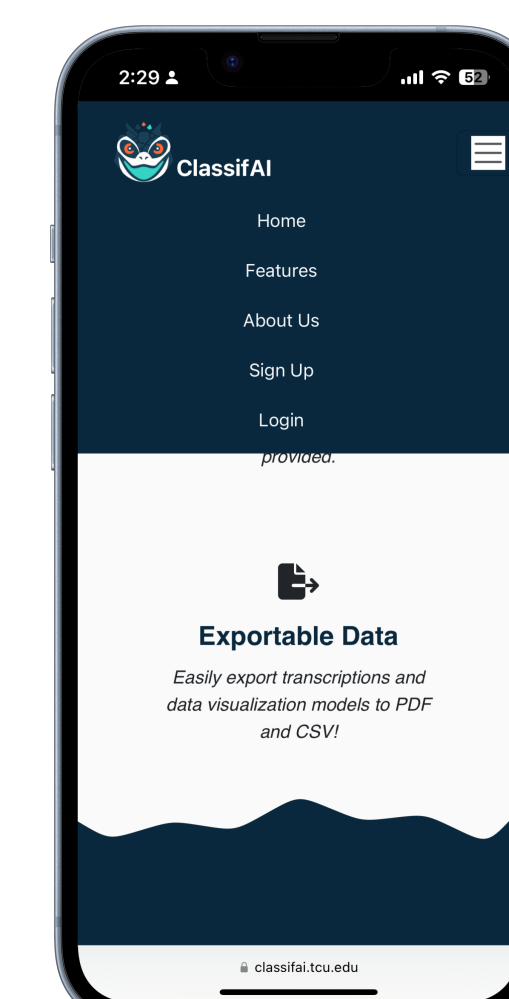 2:29
52
ClassifAI
Home
Features
About Us
Sign Up
Login
provided.
Exportable Data
Easily export transcriptions and
data visualization models to PDF
and CSV!
classifai.tcu.edu